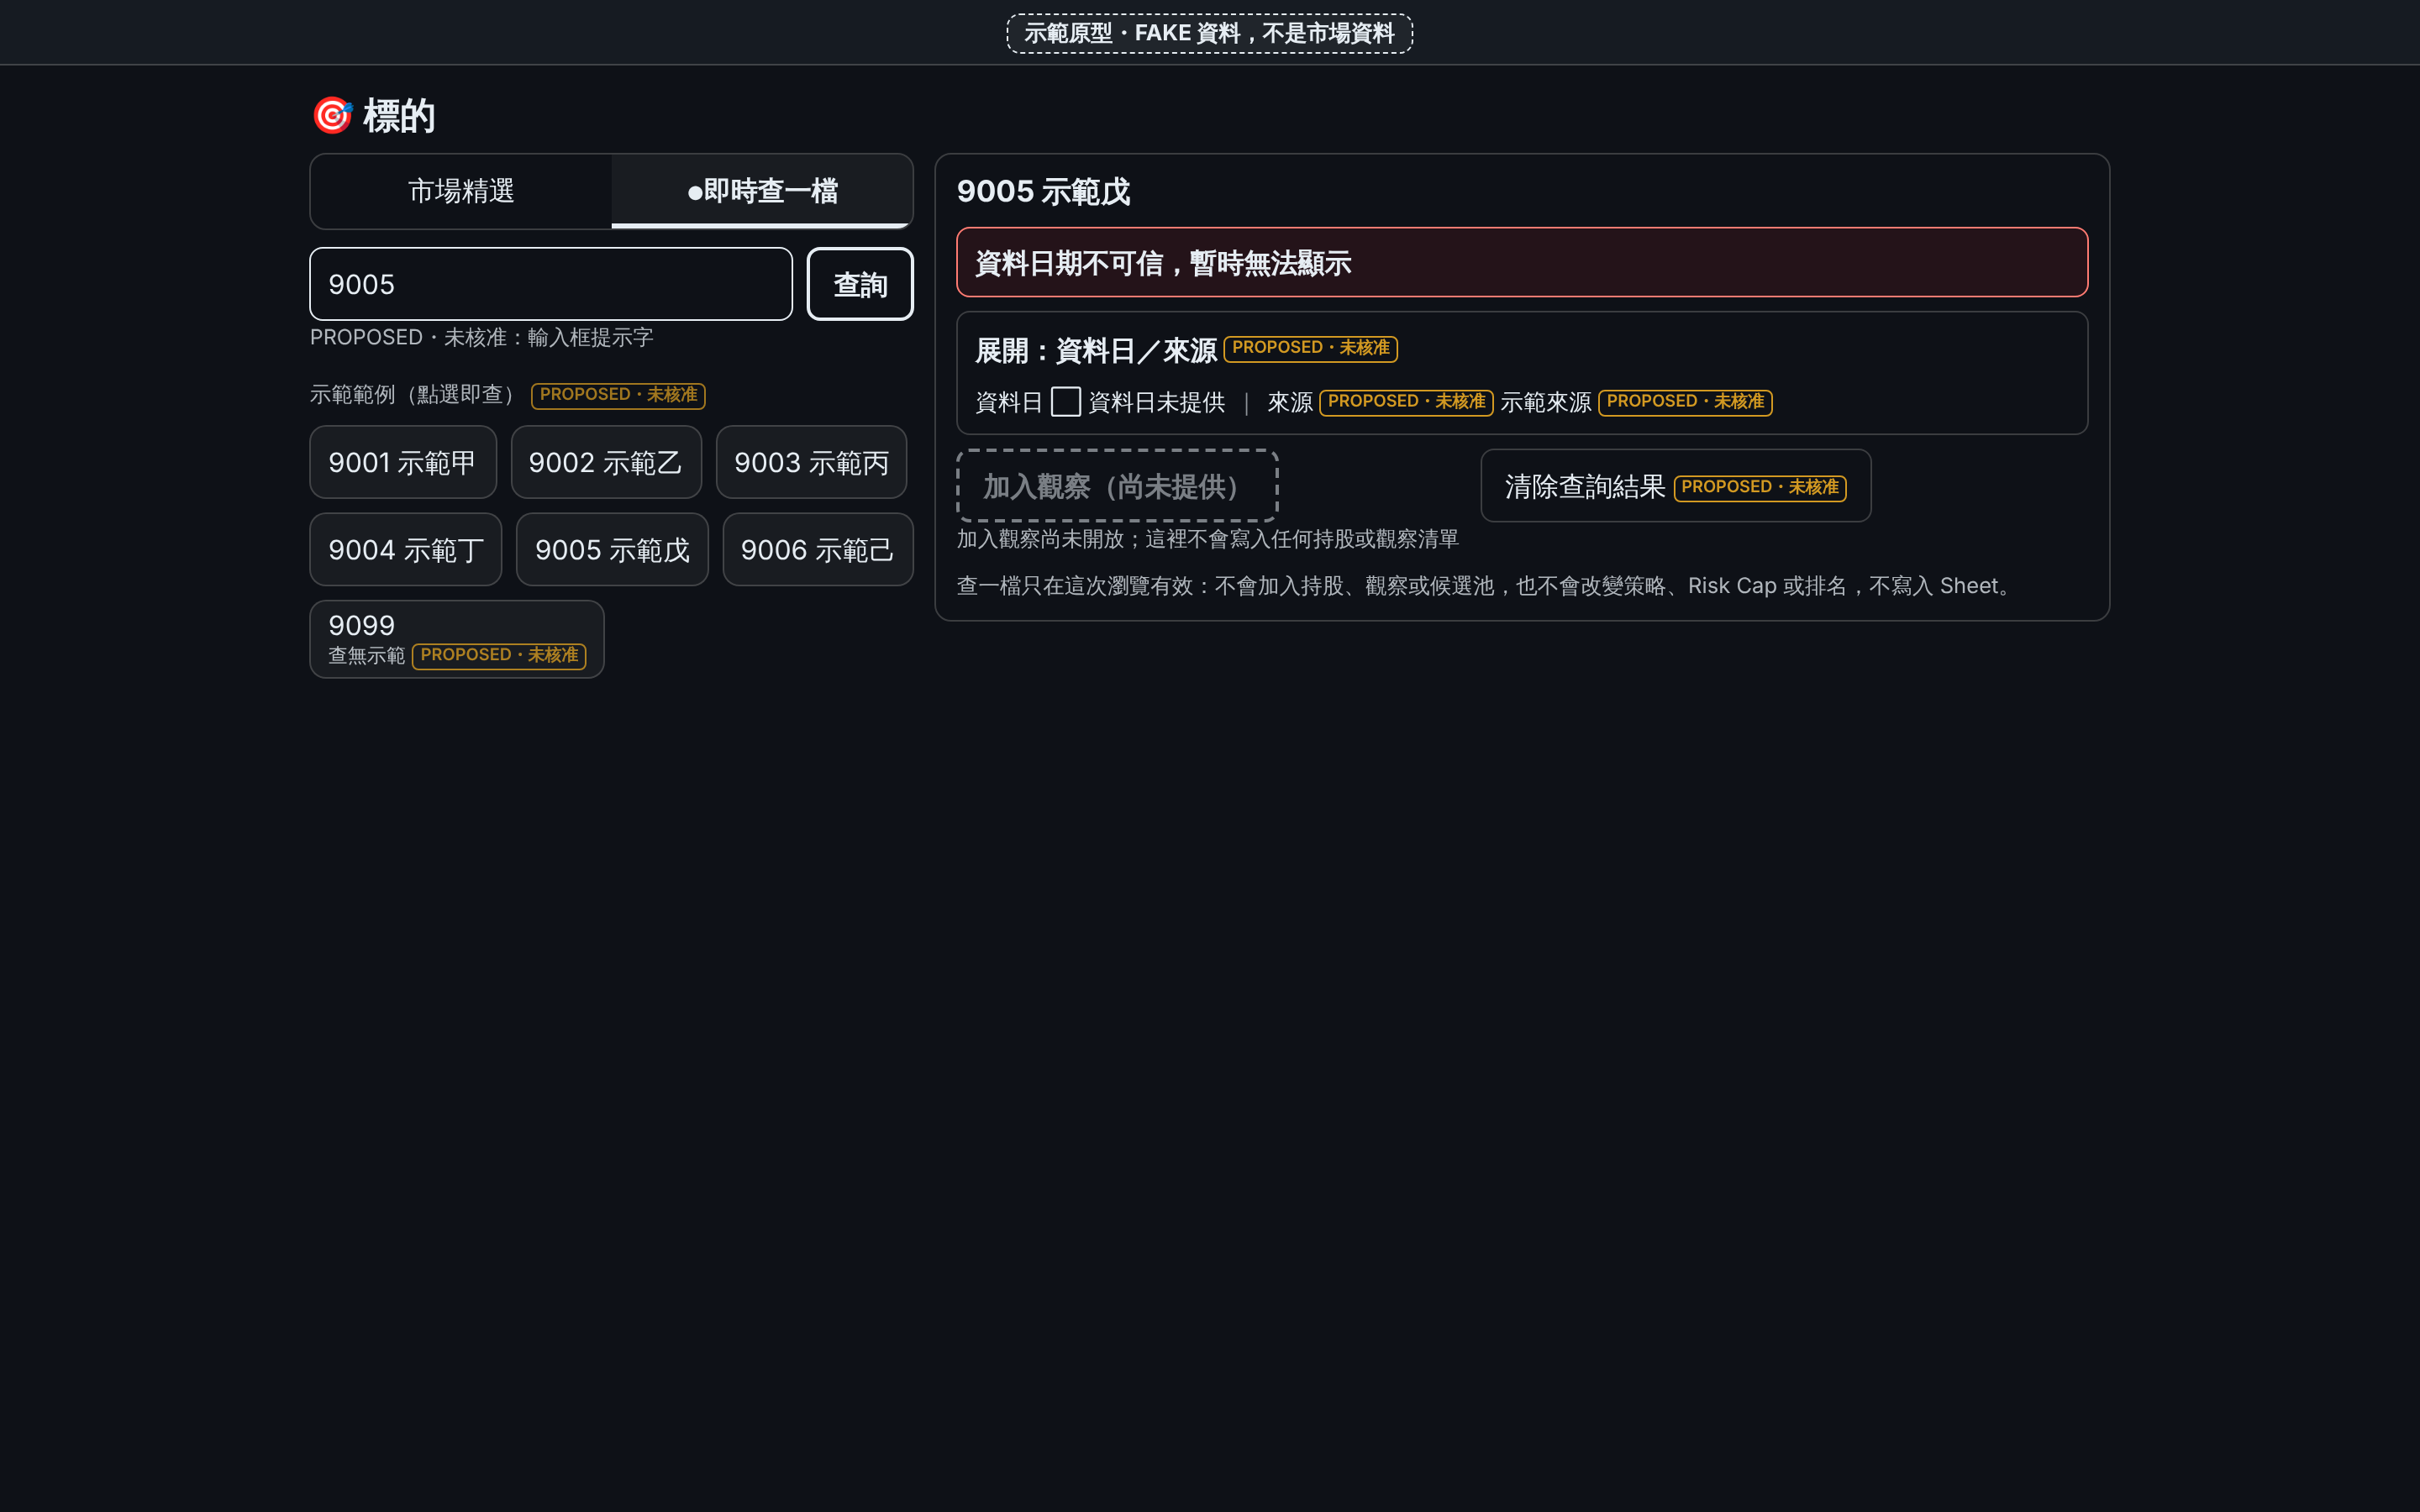 示範原型・FAKE 資料，不是市場資料
🎯 標的
市場精選
●即時查一檔
9005
查詢
PROPOSED・未核准：輸入框提示字
示範範例（點選即查） PROPOSED・未核准
9001 示範甲
9002 示範乙
9003 示範丙
9004 示範丁
9005 示範戊
9006 示範己
9099
查無示範 PROPOSED・未核准
9005 示範戊
資料日期不可信，暫時無法顯示
展開：資料日／來源 PROPOSED・未核准
資料日 資料日未提供 | 來源 PROPOSED・未核准 示範來源 PROPOSED・未核准
加入觀察（尚未提供）
清除查詢結果 PROPOSED・未核准
加入觀察尚未開放；這裡不會寫入任何持股或觀察清單
查一檔只在這次瀏覽有效：不會加入持股、觀察或候選池，也不會改變策略、Risk Cap 或排名，不寫入 Sheet。